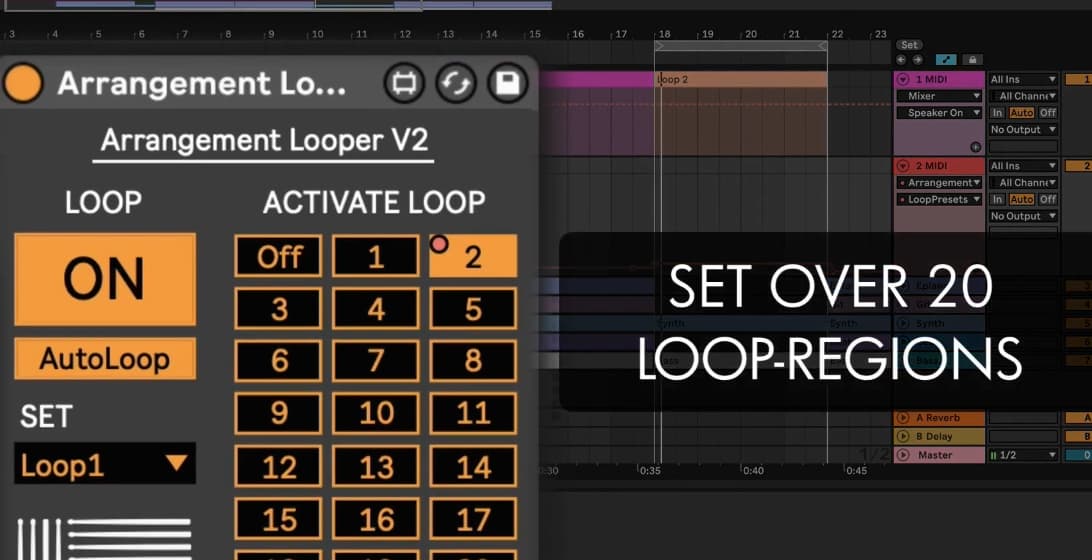 3 4 5 6 7 8 9 10 11 12 13 14 15 16 17 18 19 20 21 22 23
Set
Arrangement Lo...
Arrangement Looper V2
LOOP
ON
AutoLoop
SET
Loop1
ACTIVATE LOOP
Off 1 2
3 4 5
6 7 8
9 10 11
12 13 14
15 16 17
Loop 2
1 MIDI All Ins 1
Mixer All Channe
Speaker On In Auto Off
No Output
2 MIDI All Ins 2
Arrangement All Channe
LoopPresets In Auto Off
No Output
SET OVER 20
LOOP-REGIONS
Synth Synth Synth
A Reverb A
B Delay B
Master 1/2 0
1/2
0:30 0:35 0:40 0:45